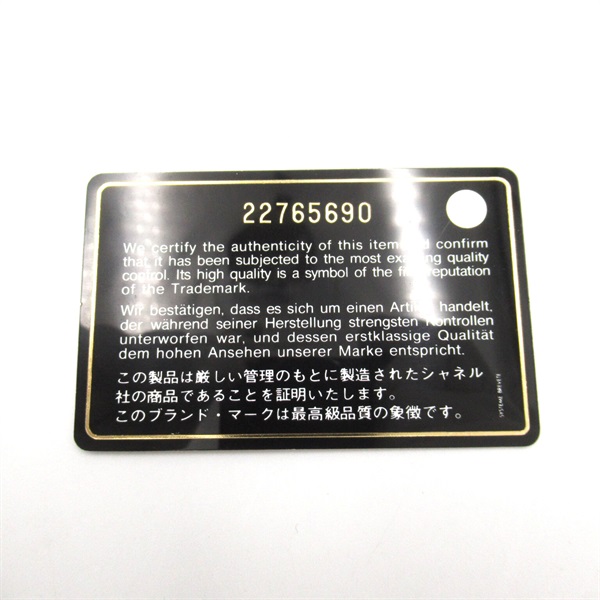 22765690
We certify the authenticity of this item and confirm
that it has been subjected to the most exacting quality
control. Its high quality is a symbol of the fine reputation
of the Trademark.
Wir bestätigen, dass es sich um einen Artikel handelt,
der während seiner Herstellung strengsten Kontrollen
unterworfen war, und dessen erstklassige Qualität
dem hohen Ansehen unserer Marke entspricht.
この製品は厳しい管理のもとに製造されたシャネル
社の商品であることを証明いたします。
このブランド・マークは最高級品質の象徴です。
SYSTEME BREVETE